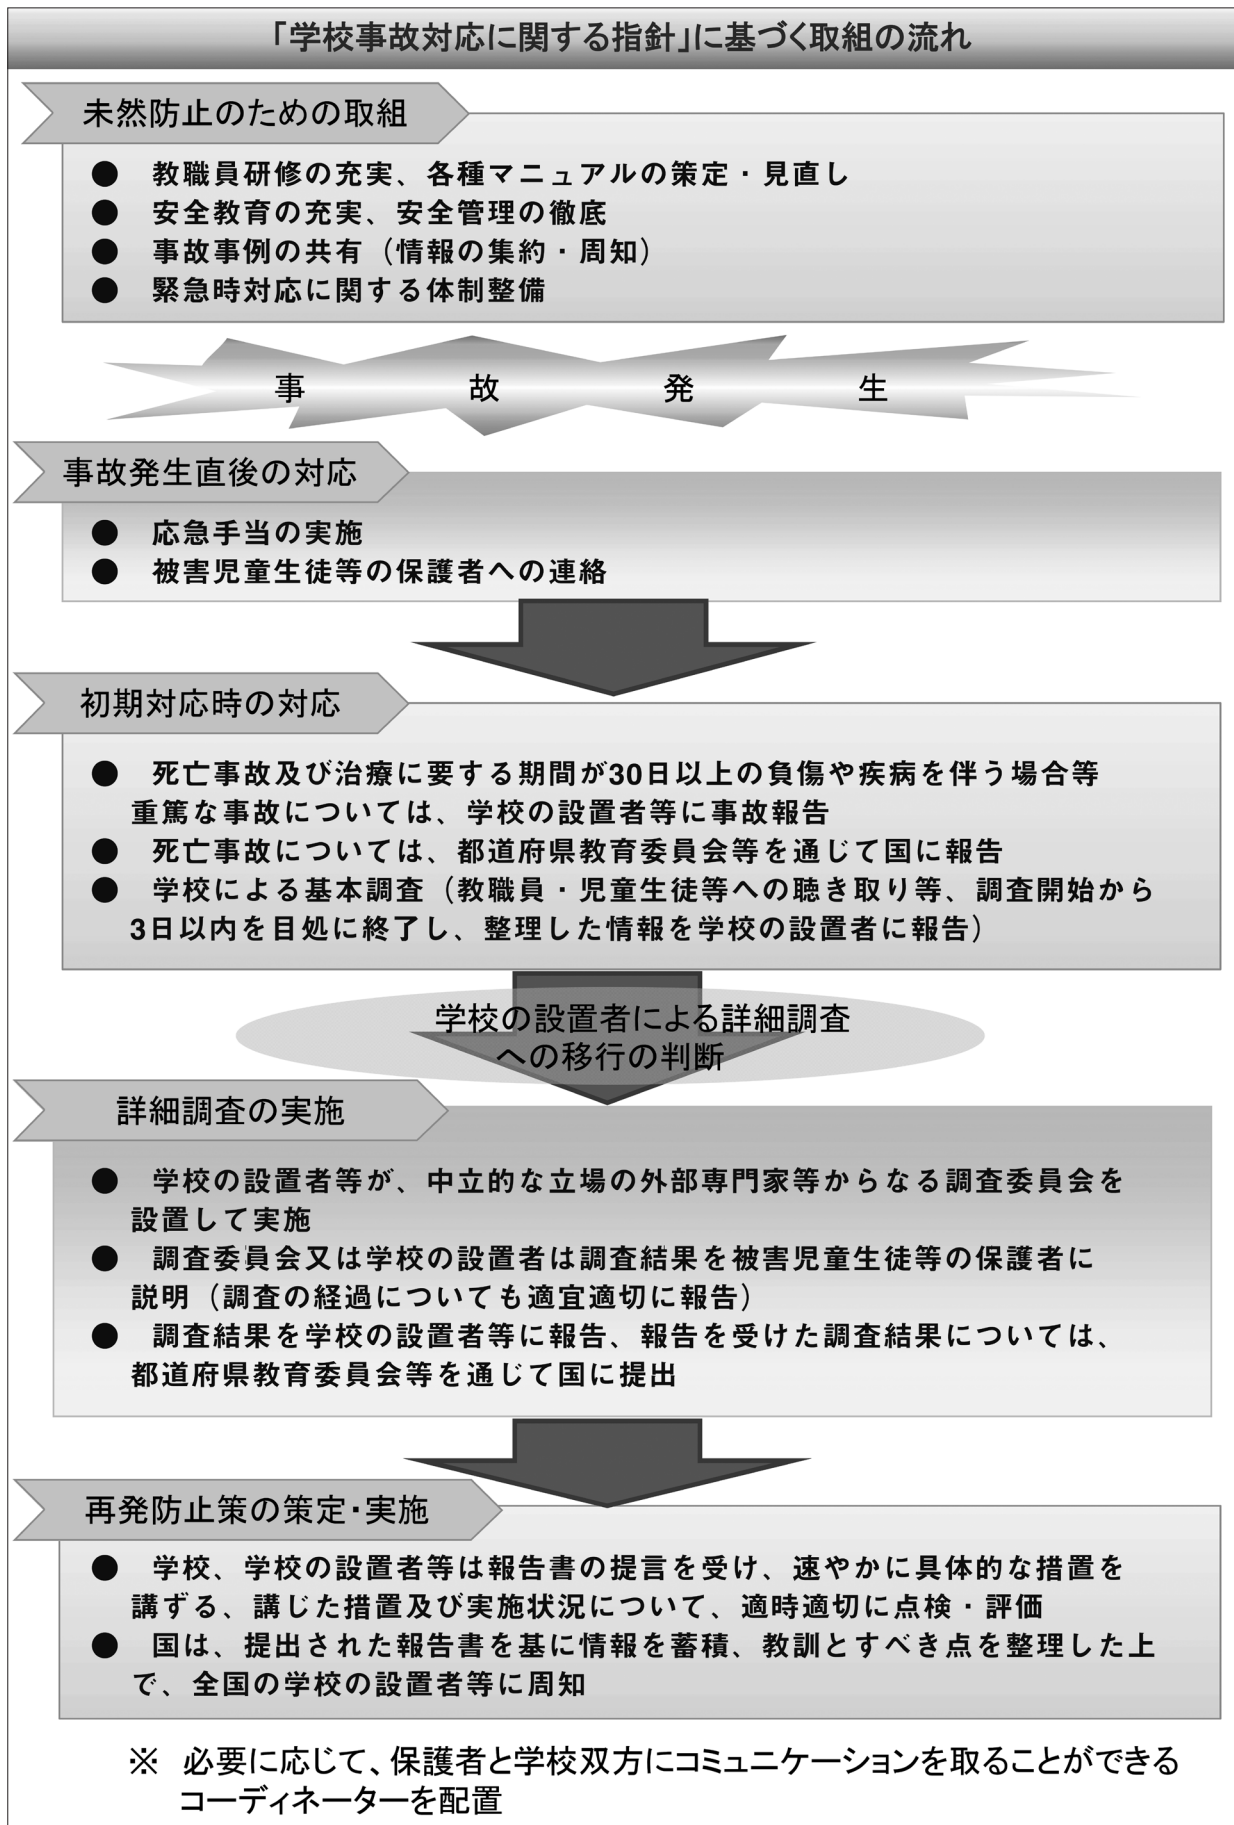 「学校事故対応に関する指針」に基づく取組の流れ
未然防止のための取組
● 教職員研修の充実、各種マニュアルの策定・見直し
● 安全教育の充実、安全管理の徹底
● 事故事例の共有（情報の集約・周知）
● 緊急時対応に関する体制整備
事 故 発 生
事故発生直後の対応
● 応急手当の実施
● 被害児童生徒等の保護者への連絡
初期対応時の対応
● 死亡事故及び治療に要する期間が30日以上の負傷や疾病を伴う場合等
重篤な事故については、学校の設置者等に事故報告
● 死亡事故については、都道府県教育委員会等を通じて国に報告
● 学校による基本調査（教職員・児童生徒等への聴き取り等、調査開始から
3日以内を目処に終了し、整理した情報を学校の設置者に報告）
学校の設置者による詳細調査
への移行の判断
詳細調査の実施
● 学校の設置者等が、中立的な立場の外部専門家等からなる調査委員会を
設置して実施
● 調査委員会又は学校の設置者は調査結果を被害児童生徒等の保護者に
説明（調査の経過についても適宜適切に報告）
● 調査結果を学校の設置者等に報告、報告を受けた調査結果については、
都道府県教育委員会等を通じて国に提出
再発防止策の策定・実施
● 学校、学校の設置者等は報告書の提言を受け、速やかに具体的な措置を
講ずる、講じた措置及び実施状況について、適時適切に点検・評価
● 国は、提出された報告書を基に情報を蓄積、教訓とすべき点を整理した上
で、全国の学校の設置者等に周知
※ 必要に応じて、保護者と学校双方にコミュニケーションを取ることができる
コーディネーターを配置